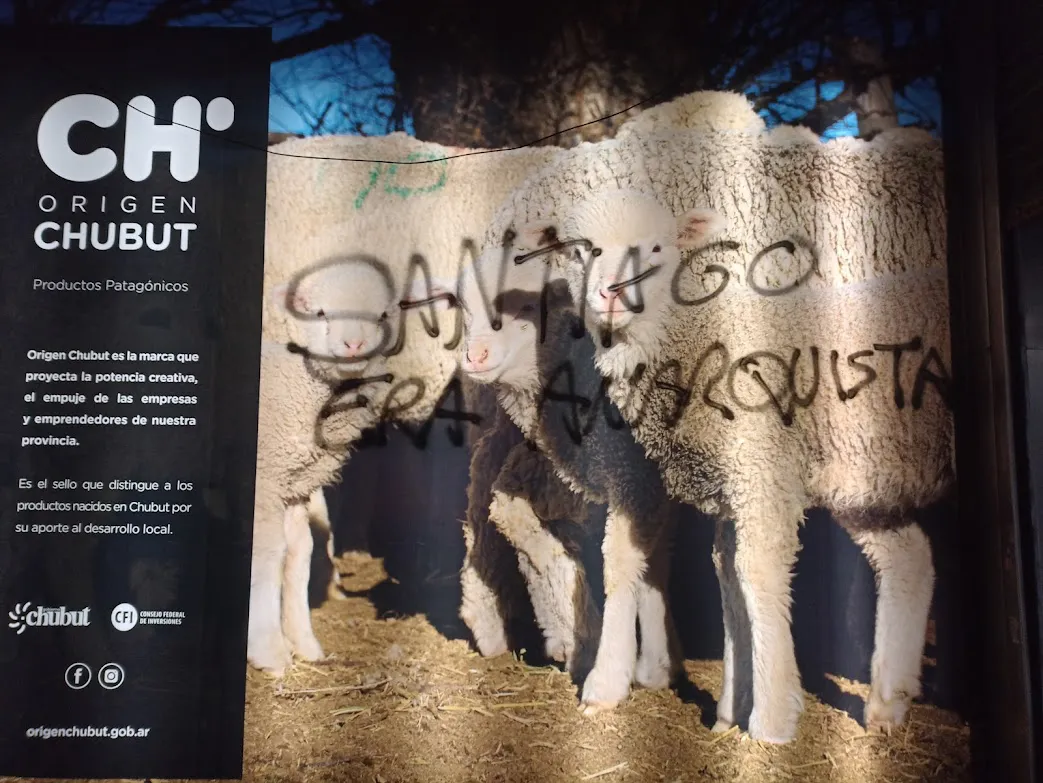 CH'
ORIGEN
CHUBUT
Productos Patagónicos
Origen Chubut es la marca que
proyecta la potencia creativa,
el empuje de las empresas
y emprendedores de nuestra
provincia.
Es el sello que distingue a los
productos nacidos en Chubut por
su aporte al desarrollo local.
chubut
CFI CONSEJO FEDERAL
DE INVERSIONES
f
origenchubut.gob.ar
SANTIAGO
ERA ANARQUISTA